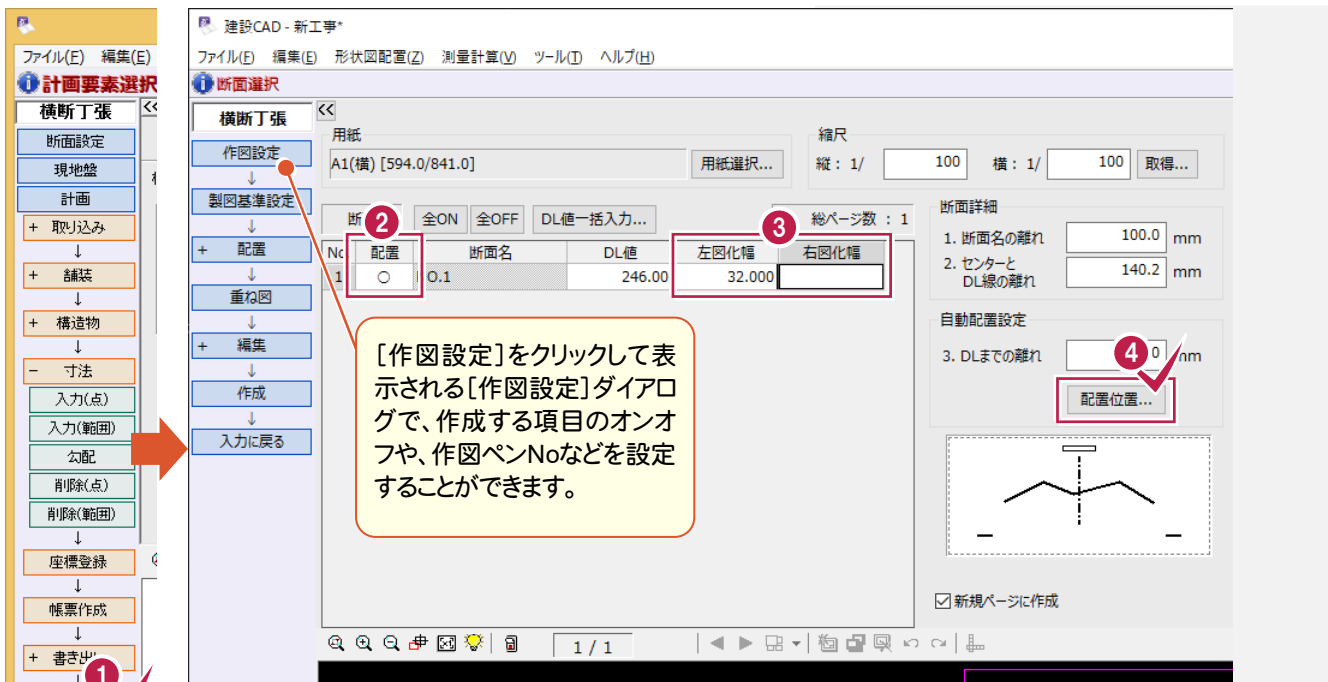 ファイル(F) 編集(E)
計画要素選択
横断丁張
<<
断面設定
現地盤
計画
+ 取り込み
↓
+ 舗装
↓
+ 構造物
↓
- 寸法
入力(点)
入力(範囲)
勾配
削除(点)
削除(範囲)
↓
座標登録
↓
帳票作成
↓
+ 書き出
1
建設CAD - 新工事*
ファイル(F) 編集(E) 形状図配置(Z) 測量計算(V) ツール(T) ヘルプ(H)
断面選択
横断丁張
<<
作図設定
↓
製図基準設定
↓
+ 配置
↓
重ね図
↓
+ 編集
↓
作成
↓
入力に戻る
用紙
A1(横) [594.0/841.0] 用紙選択...
縮尺
縦: 1/ 100 横: 1/ 100 取得...
断 2 全ON 全OFF DL値一括入力... 3 総ページ数 : 1
No 配置 断面名 DL値 左図化幅 右図化幅
1 ○ NO.1 246.00 32.000
[作図設定]をクリックして表
示される[作図設定]ダイアロ
グで、作成する項目のオンオ
フや、作図ペンNoなどを設定
することができます。
断面詳細
1. 断面名の離れ 100.0 mm
2. センターと
DL線の離れ 140.2 mm
自動配置設定
3. DLまでの離れ 4 0 mm
配置位置...
新規ページに作成
1 / 1